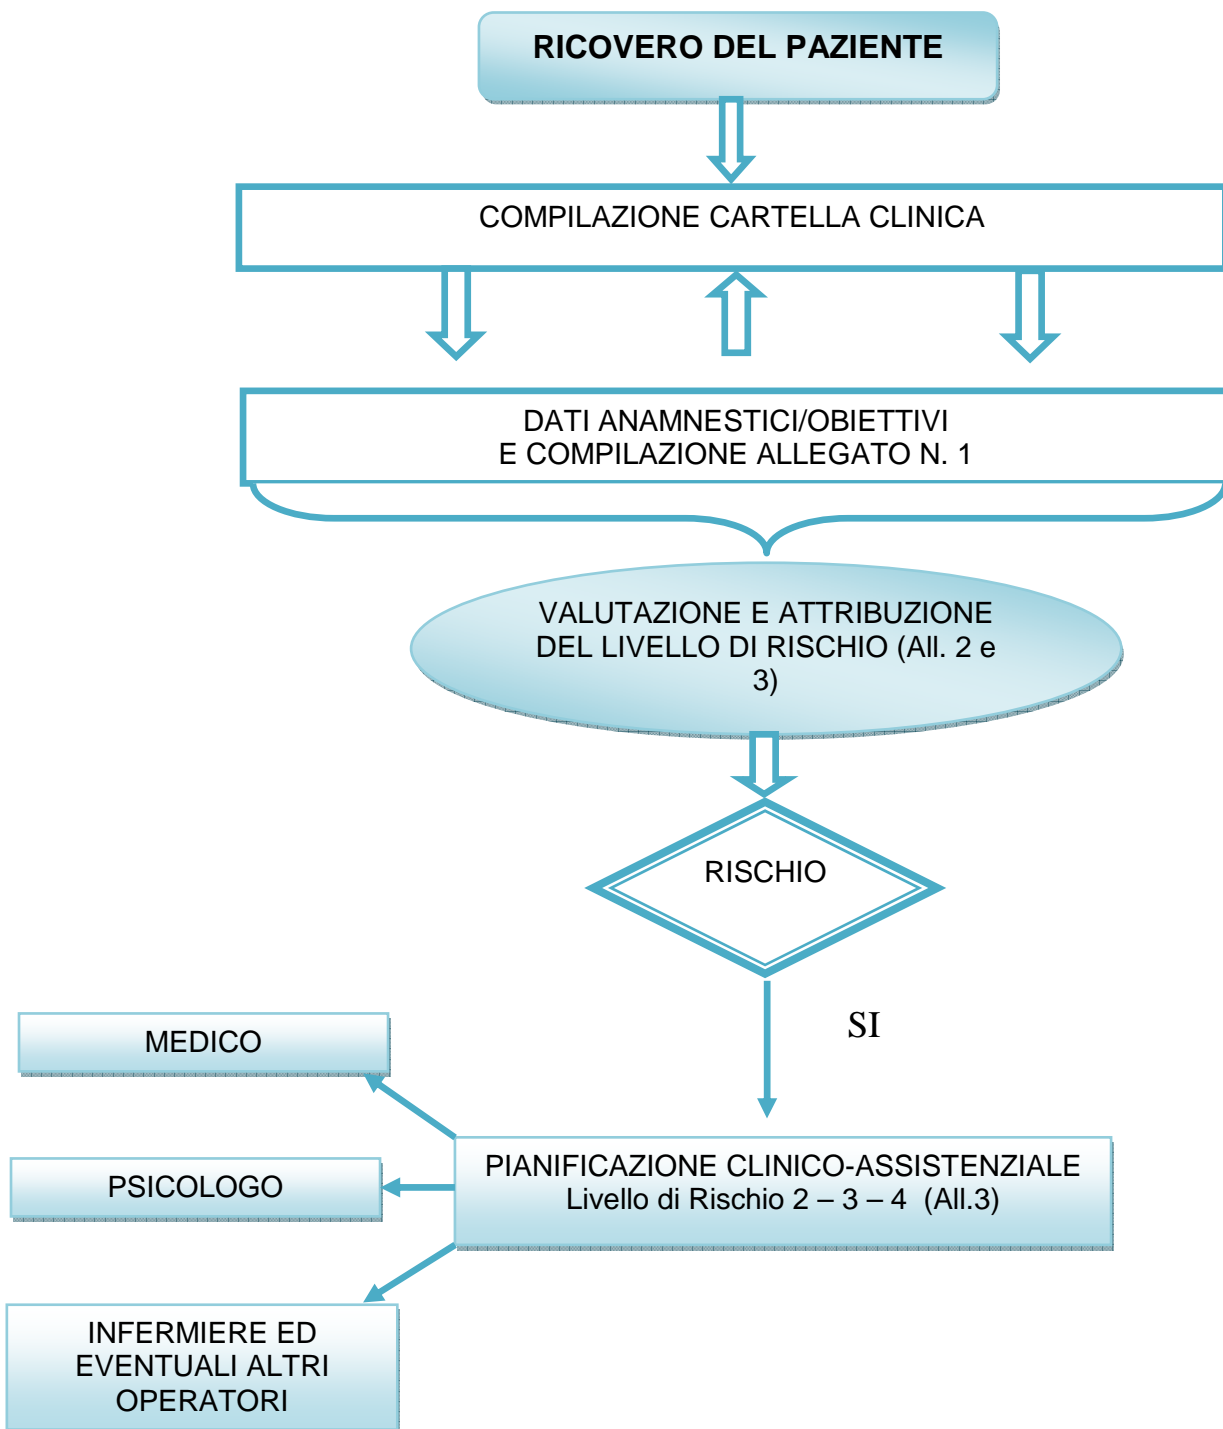 RICOVERO DEL PAZIENTE
COMPILAZIONE CARTELLA CLINICA
DATI ANAMNESTICI/OBIETTIVI
E COMPILAZIONE ALLEGATO N. 1
VALUTAZIONE E ATTRIBUZIONE
DEL LIVELLO DI RISCHIO (All. 2 e
3)
RISCHIO
SI
MEDICO
PIANIFICAZIONE CLINICO-ASSISTENZIALE
Livello di Rischio 2 – 3 – 4 (All.3)
PSICOLOGO
INFERMIERE ED
EVENTUALI ALTRI
OPERATORI